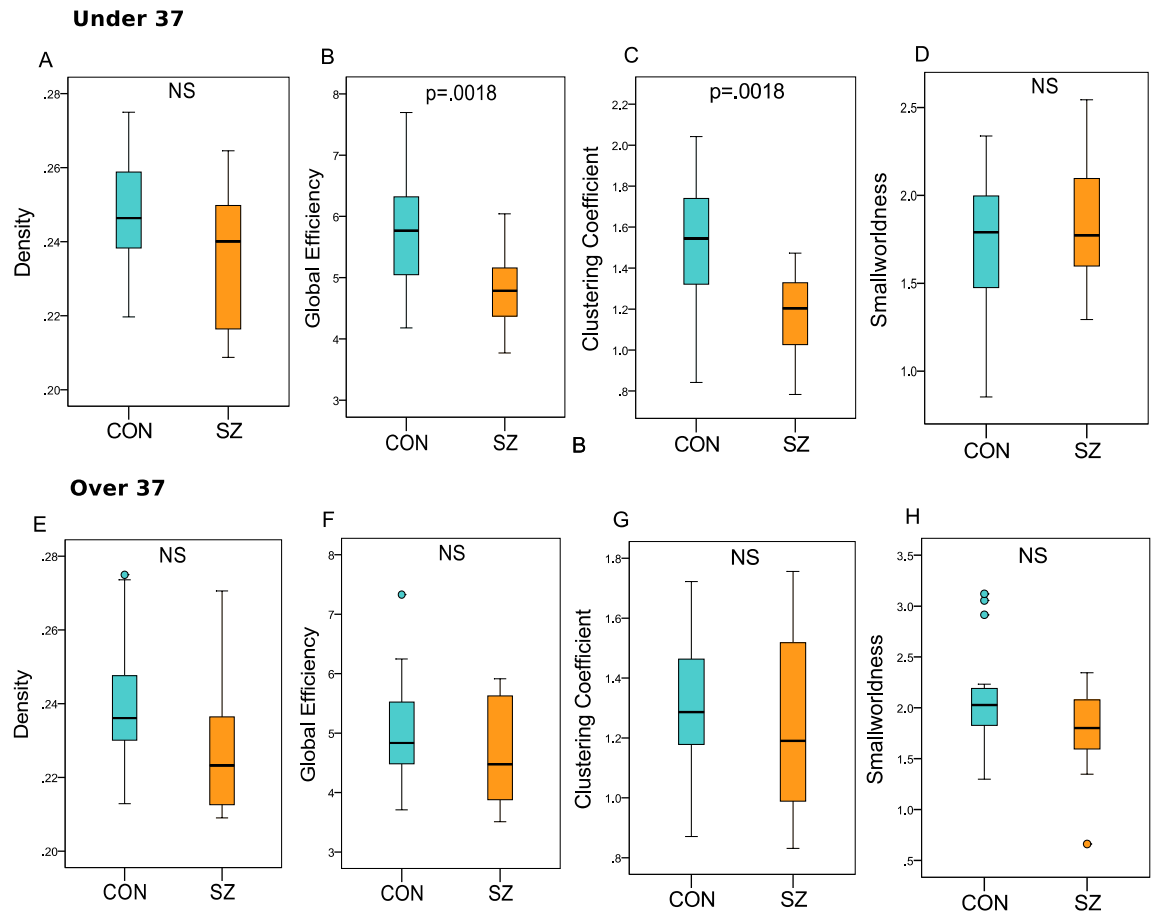 Under 37
A
NS
.28
.26
.24
.22
.20
Density
CON
SZ
B
p=.0018
8
7
6
5
4
3
Global Efficiency
CON
SZ
C
p=.0018
2.2
2.0
1.8
1.6
1.4
1.2
1.0
.8
Clustering Coefficient
CON
SZ
D
NS
2.5
2.0
1.5
1.0
Smallworldness
CON
SZ
B
Over 37
E
NS
.28
.26
.24
.22
.20
Density
CON
SZ
F
NS
8
7
6
5
4
3
Global Efficiency
CON
SZ
G
NS
1.8
1.6
1.4
1.2
1.0
.8
Clustering Coefficient
CON
SZ
H
NS
3.5
3.0
2.5
2.0
1.5
1.0
.5
Smallworldness
CON
SZ